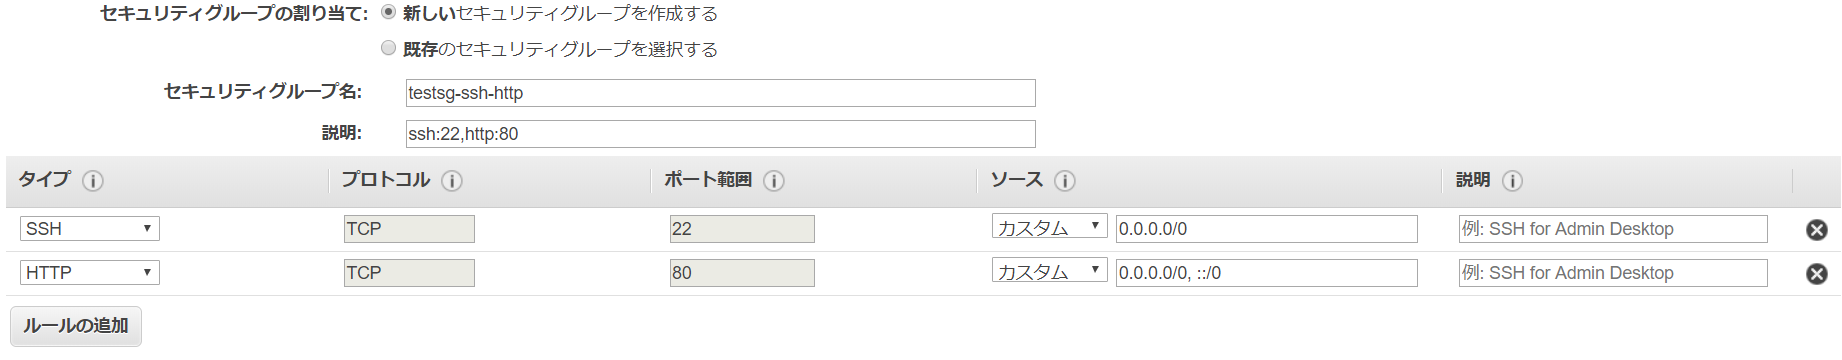 セキュリティグループの割り当て: 新しいセキュリティグループを作成する
既存のセキュリティグループを選択する
セキュリティグループ名: testsg-ssh-http
説明: ssh:22,http:80
タイプ プロトコル ポート範囲 ソース 説明
SSH TCP 22 カスタム 0.0.0.0/0 例: SSH for Admin Desktop
HTTP TCP 80 カスタム 0.0.0.0/0, ::/0 例: SSH for Admin Desktop
ルールの追加